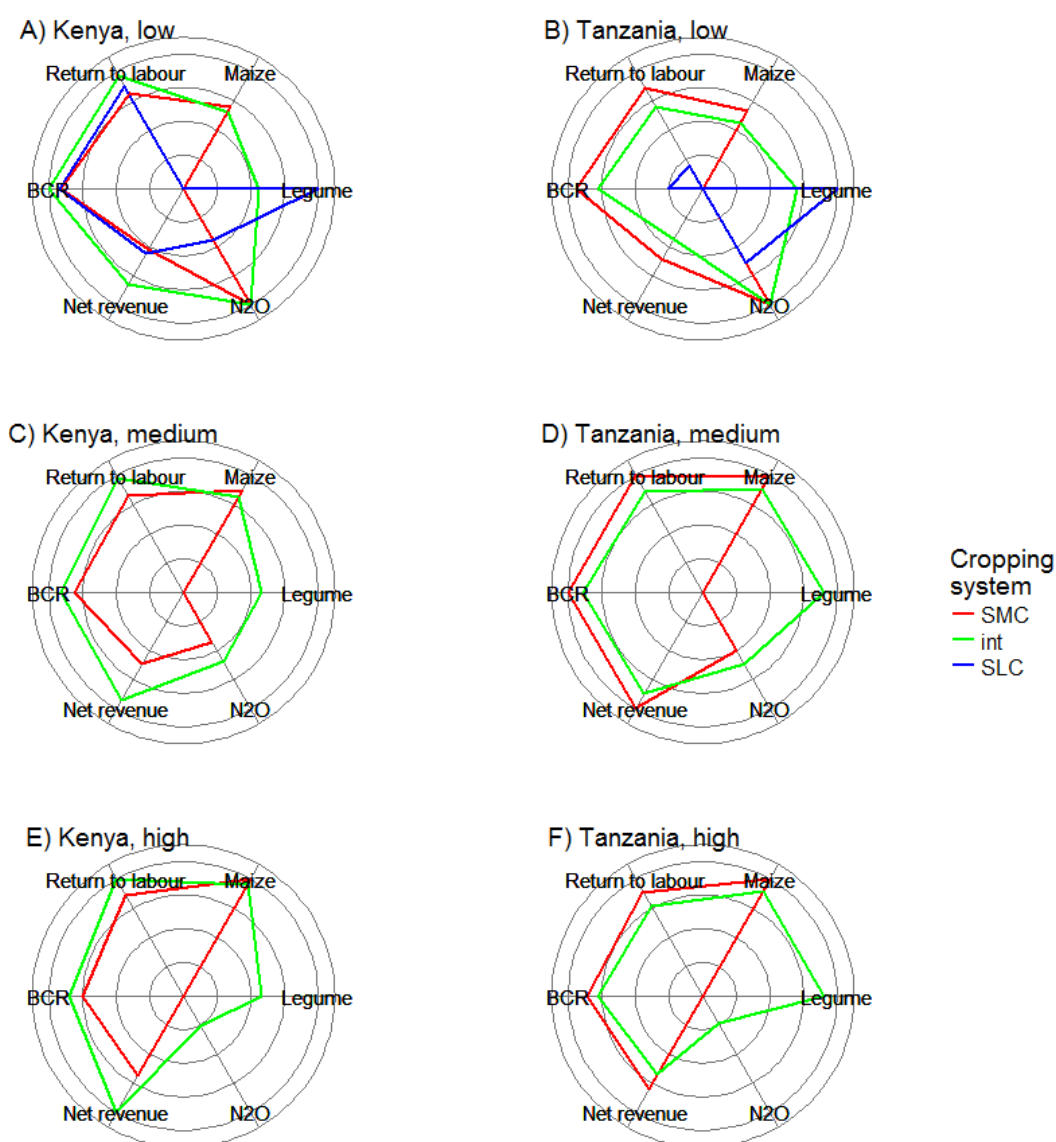 A) Kenya, low
Return to labour
Maize
BCR
Legume
Net revenue
N2O
B) Tanzania, low
Return to labour
Maize
BCR
Legume
Net revenue
N2O
C) Kenya, medium
Return to labour
Maize
BCR
Legume
Net revenue
N2O
D) Tanzania, medium
Return to labour
Maize
BCR
Legume
Net revenue
N2O
Cropping
system
SMC
int
SLC
E) Kenya, high
Return to labour
Maize
BCR
Legume
Net revenue
N2O
F) Tanzania, high
Return to labour
Maize
BCR
Legume
Net revenue
N2O